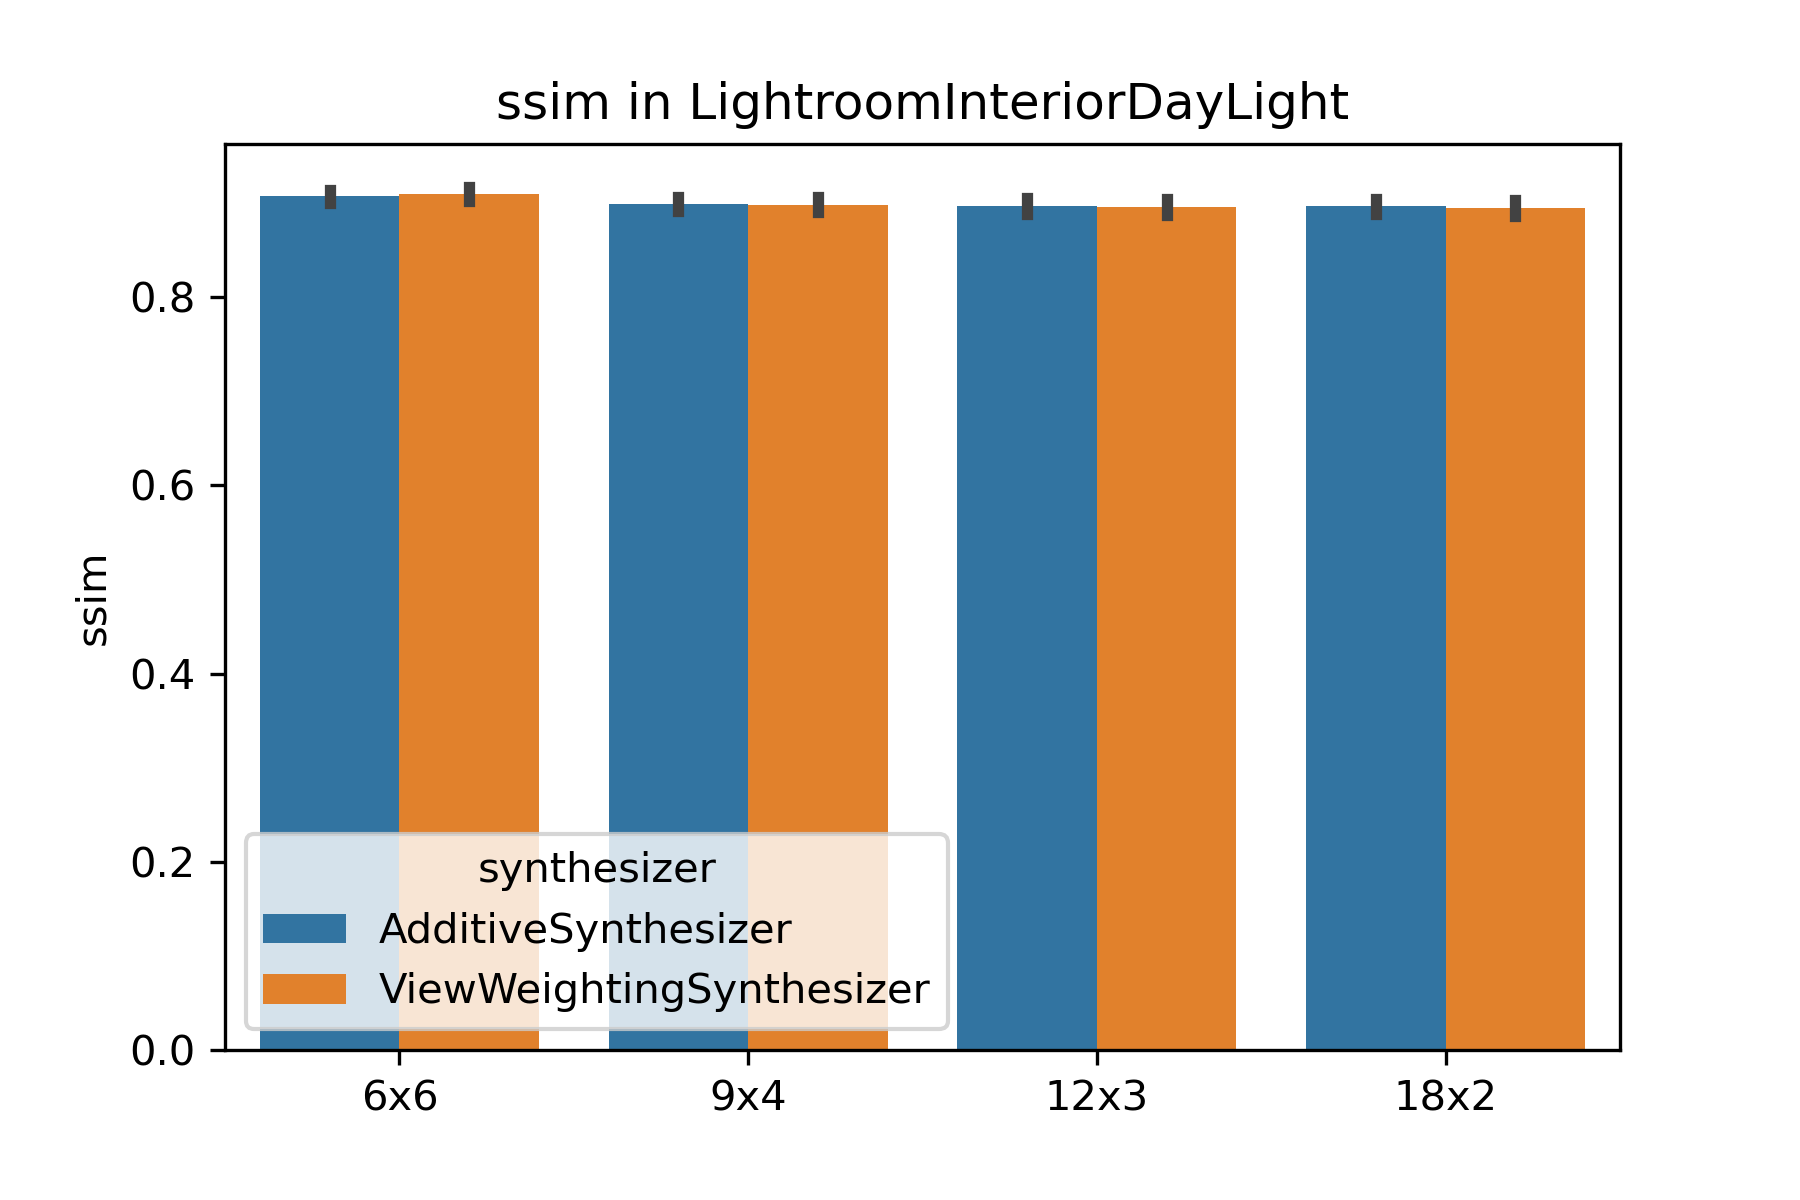 ssim in LightroomInteriorDayLight
ssim
0.8
0.6
0.4
0.2
0.0
synthesizer
AdditiveSynthesizer
ViewWeightingSynthesizer
6x6 9x4 12x3 18x2